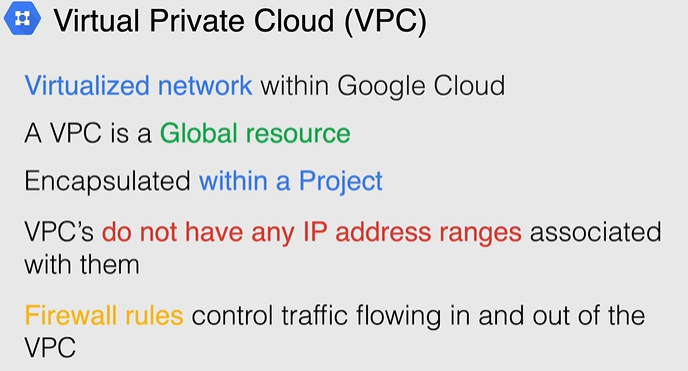 Virtual Private Cloud (VPC)
Virtualized network within Google Cloud
A VPC is a Global resource
Encapsulated within a Project
VPC's do not have any IP address ranges associated
with them
Firewall rules control traffic flowing in and out of the
VPC